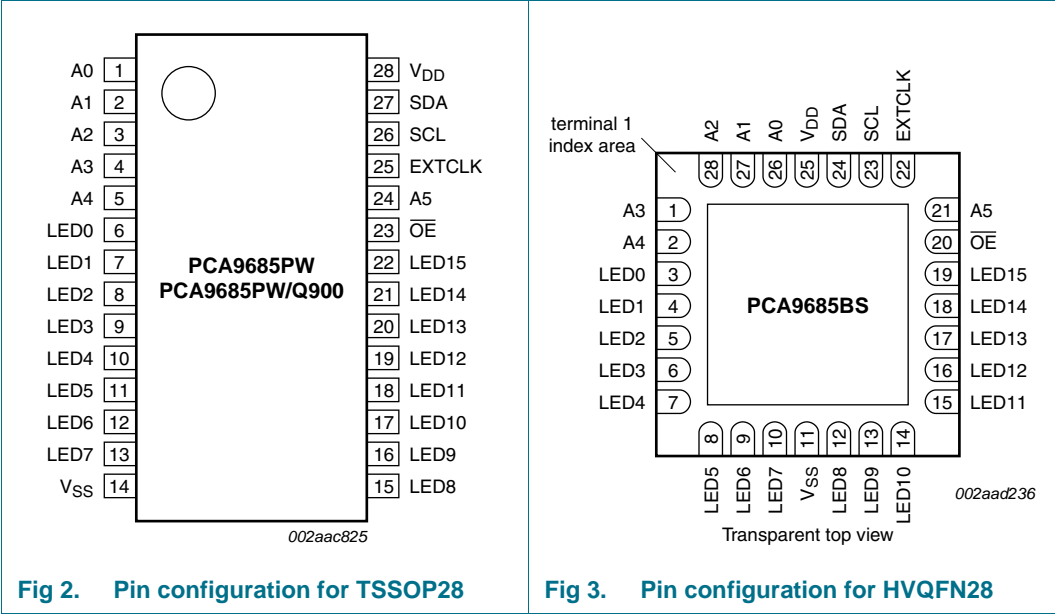 A0 1
A1 2
A2 3
A3 4
A4 5
LED0 6
LED1 7
LED2 8
LED3 9
LED4 10
LED5 11
LED6 12
LED7 13
VSS 14
PCA9685PW
PCA9685PW/Q900
28 VDD
27 SDA
26 SCL
25 EXTCLK
24 A5
23 OE
22 LED15
21 LED14
20 LED13
19 LED12
18 LED11
17 LED10
16 LED9
15 LED8
002aac825
Fig 2. Pin configuration for TSSOP28
terminal 1
index area
A2 28
A1 27
A0 26
VDD 25
SDA 24
SCL 23
EXTCLK 22
A3 1
A4 2
LED0 3
LED1 4
LED2 5
LED3 6
LED4 7
PCA9685BS
21 A5
20 OE
19 LED15
18 LED14
17 LED13
16 LED12
15 LED11
LED5 8
LED6 9
LED7 10
VSS 11
LED8 12
LED9 13
LED10 14
002aad236
Transparent top view
Fig 3. Pin configuration for HVQFN28